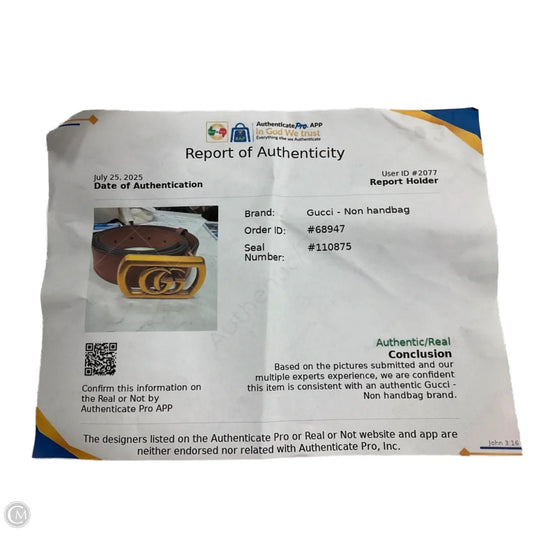 AuthenticatePro.APP
in God We trust
Everything else we Authenticate
Report of Authenticity
July 25, 2025
Date of Authentication
User ID #2077
Report Holder
Brand: Gucci - Non handbag
Order ID: #68947
Seal Number: #110875
Authentic/Real
Conclusion
Based on the pictures submitted and our
multiple experts experience, we are confident
this item is consistent with an authentic Gucci -
Non handbag brand.
Confirm this information on
the Real or Not by
Authenticate Pro APP
The designers listed on the Authenticate Pro or Real or Not website and app are
neither endorsed nor related with Authenticate Pro, Inc.
John 3:16
CM